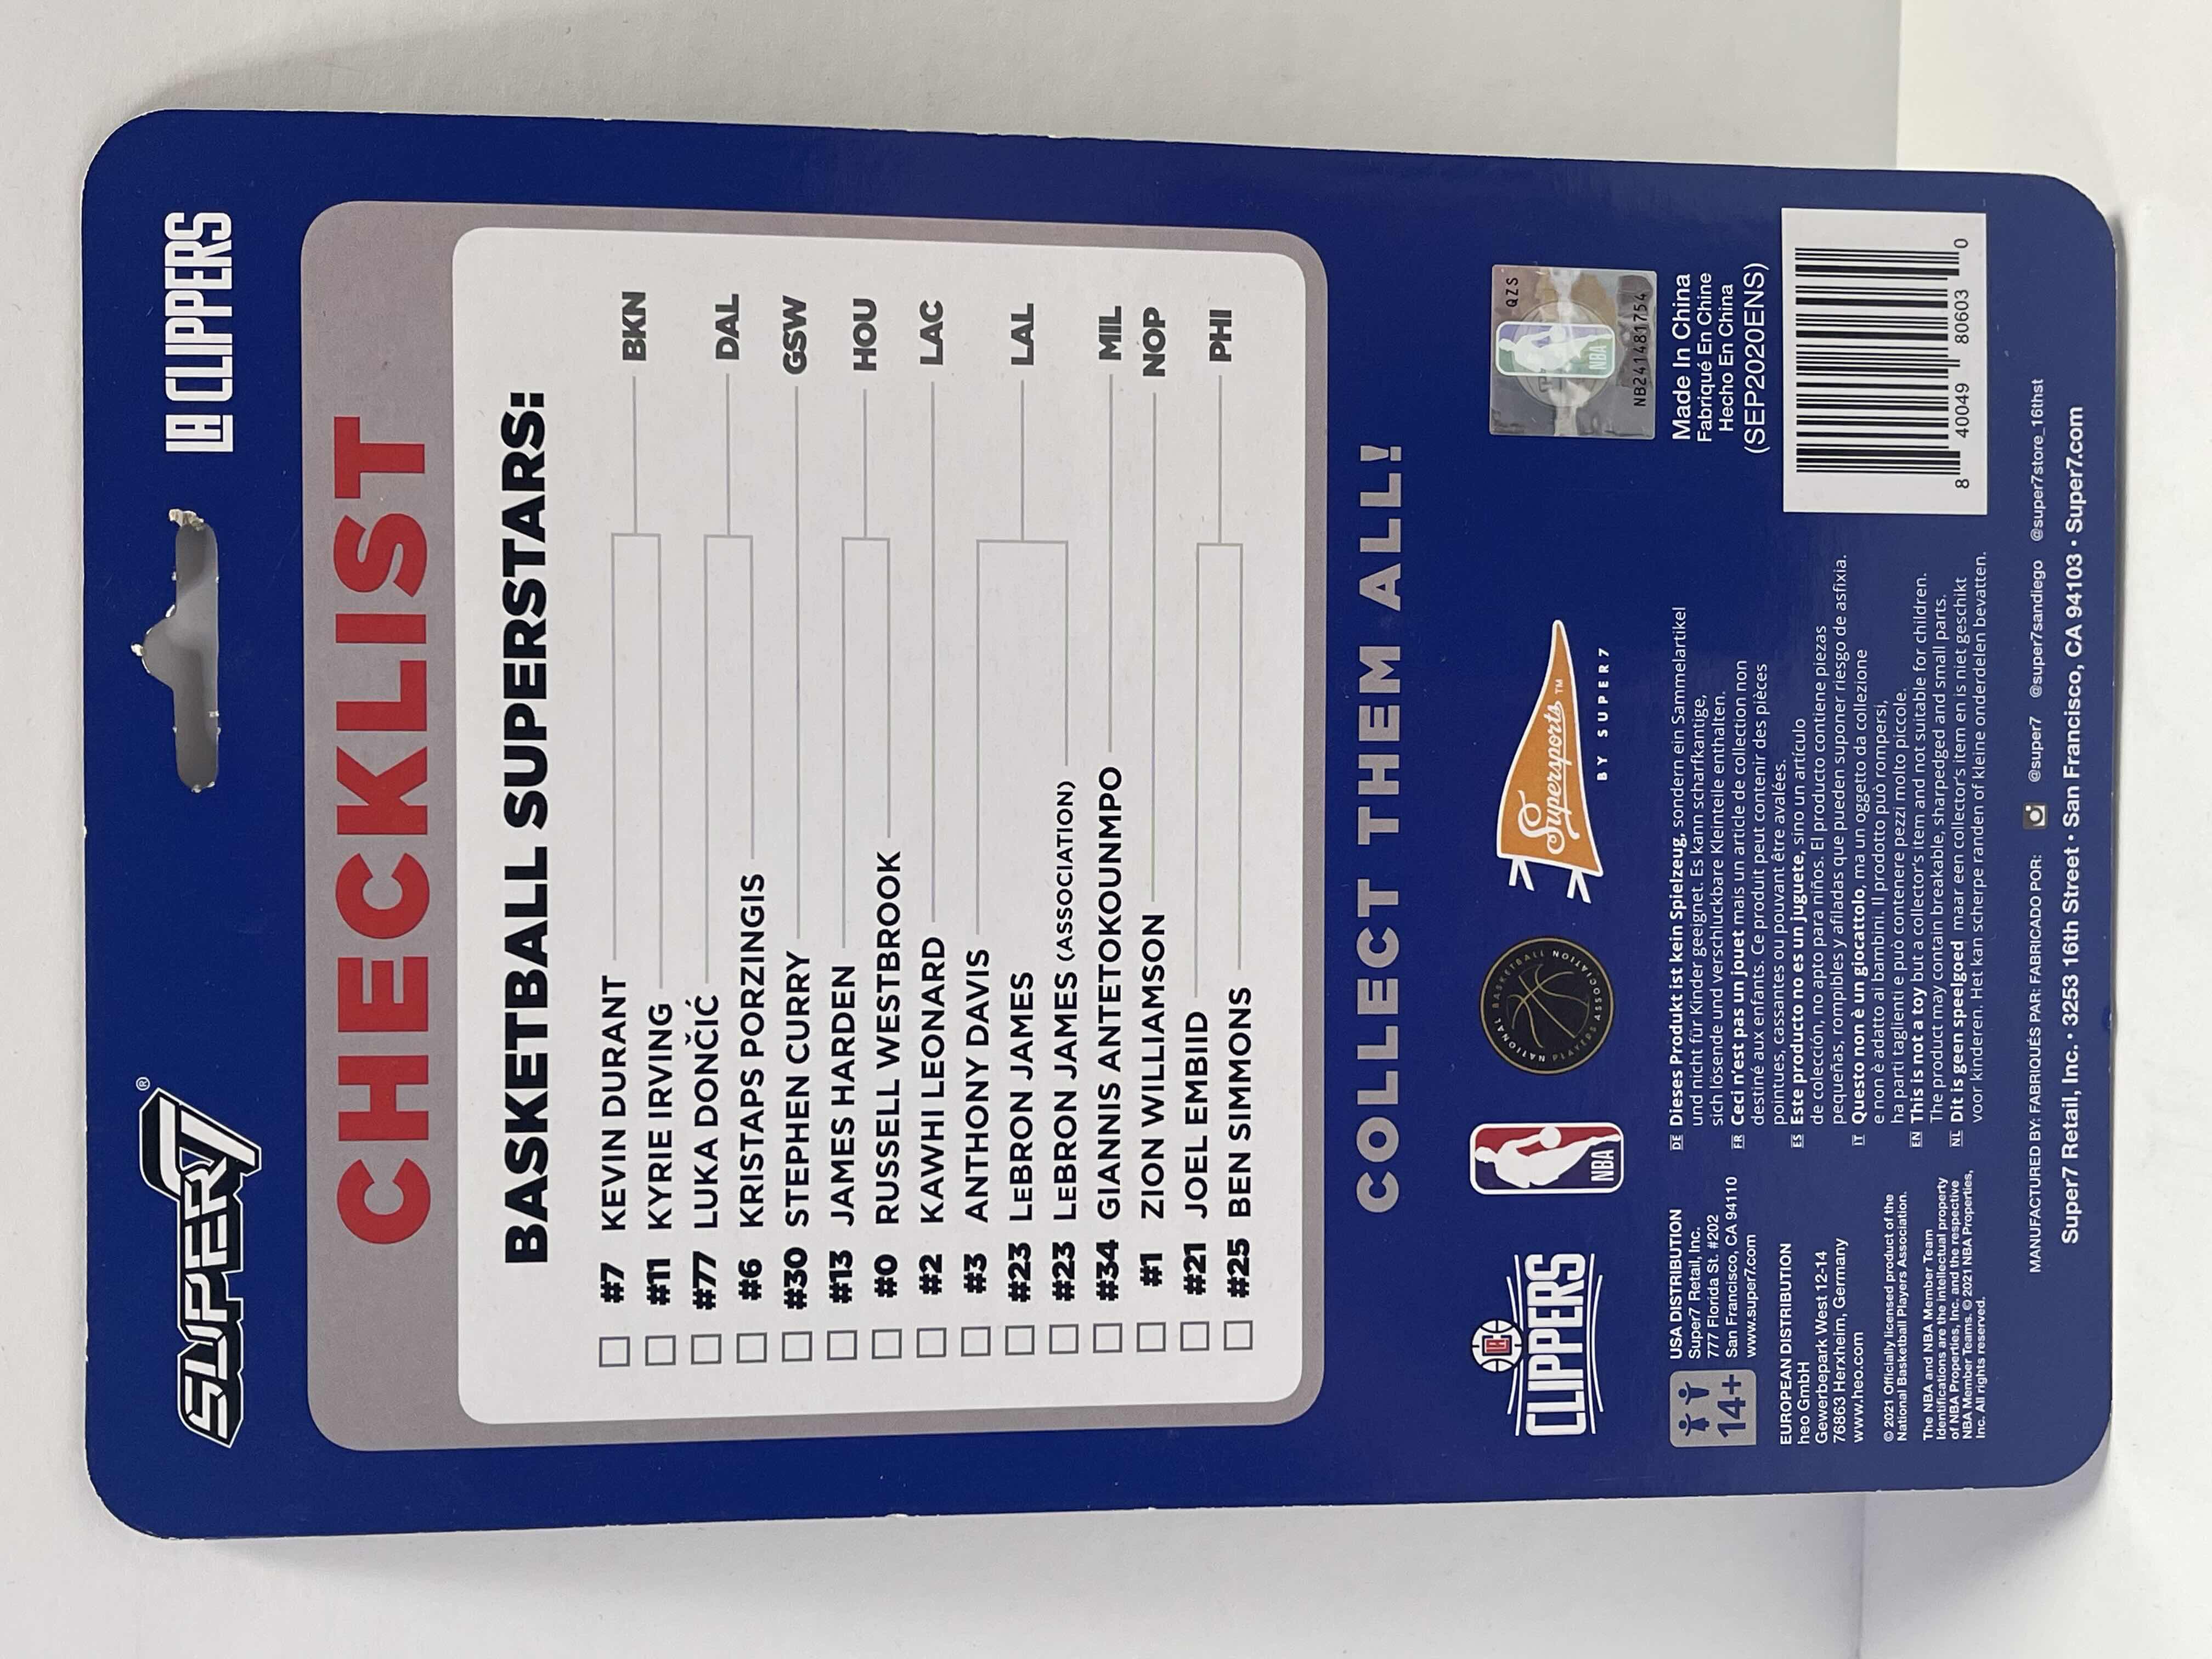 SUPER7®
LA CLIPPERS
CHECKLIST
BASKETBALL SUPERSTARS:
#7 KEVIN DURANT
#11 KYRIE IRVING
BKN
#77 LUKA DONČIĆ
#6 KRISTAPS PORZINGIS
DAL
#30 STEPHEN CURRY GSW
#13 JAMES HARDEN
#0 RUSSELL WESTBROOK
HOU
#2 KAWHI LEONARD LAC
#3 ANTHONY DAVIS
#23 LeBRON JAMES
#23 LeBRON JAMES (ASSOCIATION)
LAL
#34 GIANNIS ANTETOKOUNMPO MIL
#1 ZION WILLIAMSON NOP
#21 JOEL EMBIID
#25 BEN SIMMONS
PHI
COLLECT THEM ALL!
LAC
CLIPPERS
NBA
NATIONAL BASKETBALL PLAYERS ASSOCIATION
Supersports™
BY SUPER7
NBA
QZS
NB241481754
14+
USA DISTRIBUTION
Super7 Retail, Inc.
777 Florida St. #202
San Francisco, CA 94110
www.super7.com
EUROPEAN DISTRIBUTION
heo GmbH
Gewerbepark West 12-14
76863 Herxheim, Germany
www.heo.com
© 2021 Officially licensed product of the
National Basketball Players Association.
The NBA and NBA Member Team
Identifications are the intellectual property
of NBA Properties, Inc. and the respective
NBA Member Teams. © 2021 NBA Properties,
Inc. All rights reserved.
DE Dieses Produkt ist kein Spielzeug, sondern ein Sammelartikel
und nicht für Kinder geeignet. Es kann scharfkantige,
sich lösende und verschluckbare Kleinteile enthalten.
FR Ceci n'est pas un jouet mais un article de collection non
destiné aux enfants. Ce produit peut contenir des pièces
pointues, cassantes ou pouvant être avalées.
ES Este producto no es un juguete, sino un artículo
de colección, no apto para niños. El producto contiene piezas
pequeñas, rompibles y afiladas que pueden suponer riesgo de asfixia.
IT Questo non è un giocattolo, ma un oggetto da collezione
e non è adatto ai bambini. Il prodotto può rompersi,
ha parti taglienti e può contenere pezzi molto piccole.
EN This is not a toy but a collector's item and not suitable for children.
The product may contain breakable, sharpedged and small parts.
NL Dit is geen speelgoed maar een collector's item en is niet geschikt
voor kinderen. Het kan scherpe randen of kleine onderdelen bevatten.
Made In China
Fabriqué En Chine
Hecho En China
(SEP2020ENS)
8 40049 80603 0
MANUFACTURED BY: FABRIQUÉS PAR: FABRICADO POR: @super7 @super7sandiego @super7store_16thst
Super7 Retail, Inc. • 3253 16th Street • San Francisco, CA 94103 • Super7.com